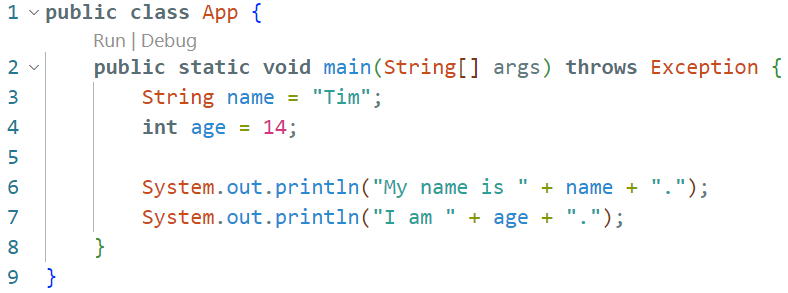 1 public class App {
Run | Debug
2 public static void main(String[] args) throws Exception {
3 String name = "Tim";
4 int age = 14;
5
6 System.out.println("My name is " + name + ".");
7 System.out.println("I am " + age + ".");
8 }
9 }